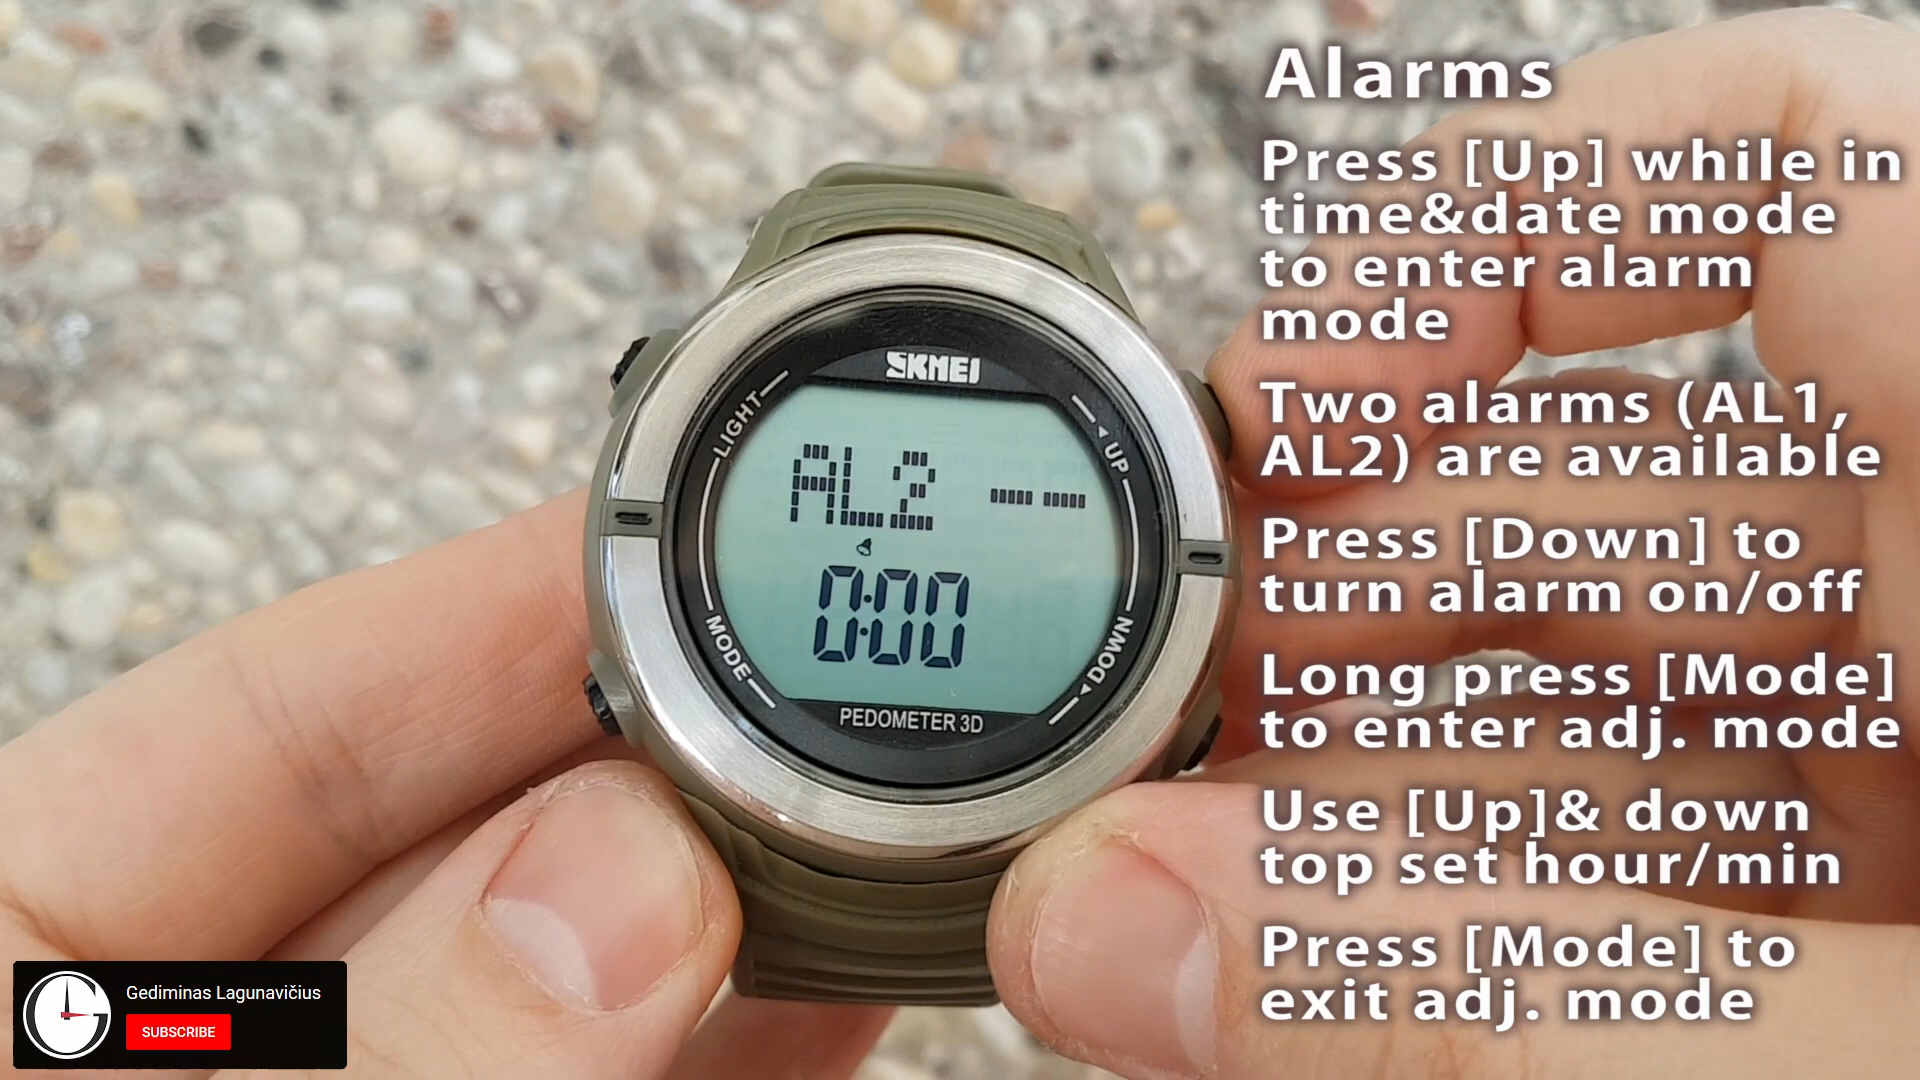 Alarms
Press [Up] while in
time&date mode
to enter alarm
mode
Two alarms (AL1,
AL2) are available
Press [Down] to
turn alarm on/off
Long press [Mode]
to enter adj. mode
Use [Up]& down
top set hour/min
Press [Mode] to
exit adj. mode
SKMEI
LIGHT
UP
AL2 -- 
0:00
MODE
DOWN
PEDOMETER 3D
Gediminas Lagunavičius
SUBSCRIBE